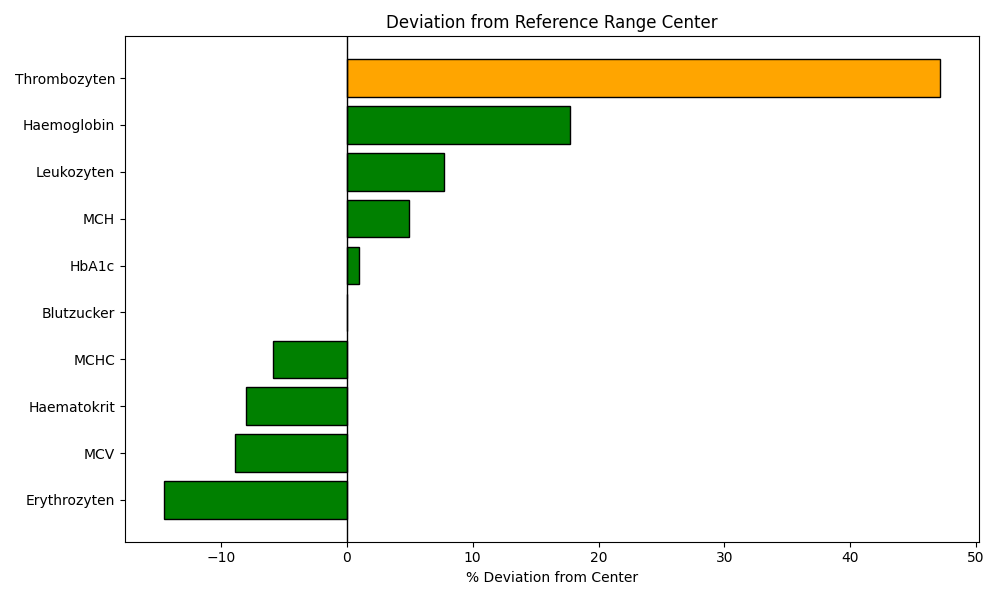 Deviation from Reference Range Center
Thrombozyten
Haemoglobin
Leukozyten
MCH
HbA1c
Blutzucker
MCHC
Haematokrit
MCV
Erythrozyten
−10 0 10 20 30 40 50
% Deviation from Center